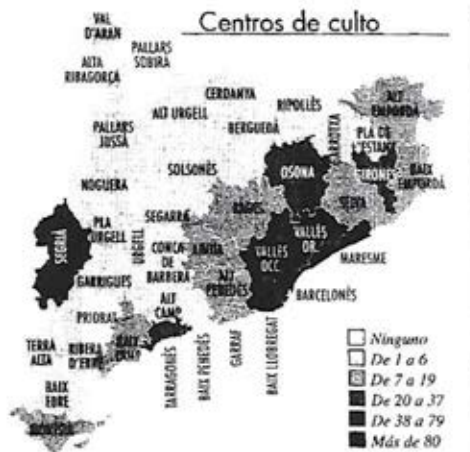 Centros de culto
VAL
D'ARAN
PALLARS
SOBIRÀ
ALTA
RIBAGORÇA
CERDANYA
ALT URGELL
RIPOLLÈS
BERGUEDÀ
ALT
EMPORDÀ
GARROTXA
PLA DE
L'ESTANY
PALLARS
JUSSÀ
SOLSONÈS
OSONA
GIRONÈS
BAIX
EMPORDÀ
NOGUERA
BAGES
SELVA
SEGARRA
PLA
URGELL
URGELL
SEGRIÀ
ANOIA
VALLÈS
OR.
VALLÈS
OCC.
CONCA
DE
BARBERÀ
MARESME
GARRIGUES
ALT
PENEDÈS
BARCELONÈS
ALT
CAMP
PRIORAT
TERRA
ALTA
RIBERA
D'EBRE
BAIX
CAMP
TARRAGONÈS
BAIX PENEDÈS
GARRAF
BAIX LLOBREGAT
BAIX
EBRE
MONTSIÀ
Ninguno
De 1 a 6
De 7 a 19
De 20 a 37
De 38 a 79
Más de 80